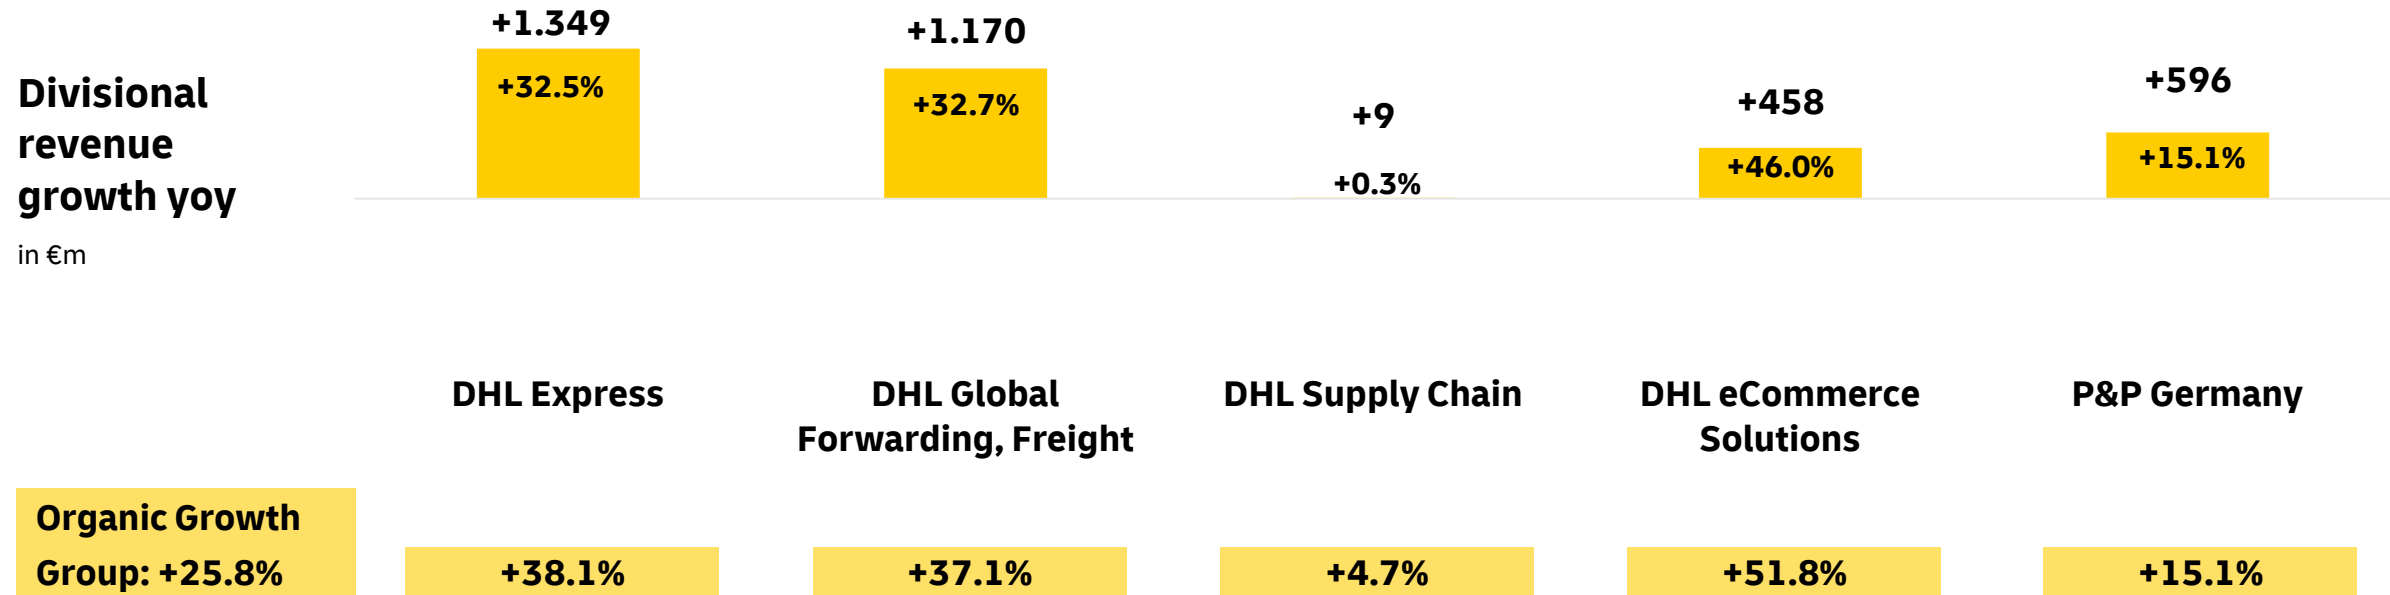 Divisional
revenue
growth yoy
in €m
+1.349
+32.5%
+1.170
+32.7%
+9
+0.3%
+458
+46.0%
+596
+15.1%
DHL Express
DHL Global
Forwarding, Freight
DHL Supply Chain
DHL eCommerce
Solutions
P&P Germany
Organic Growth
Group: +25.8%
+38.1%
+37.1%
+4.7%
+51.8%
+15.1%